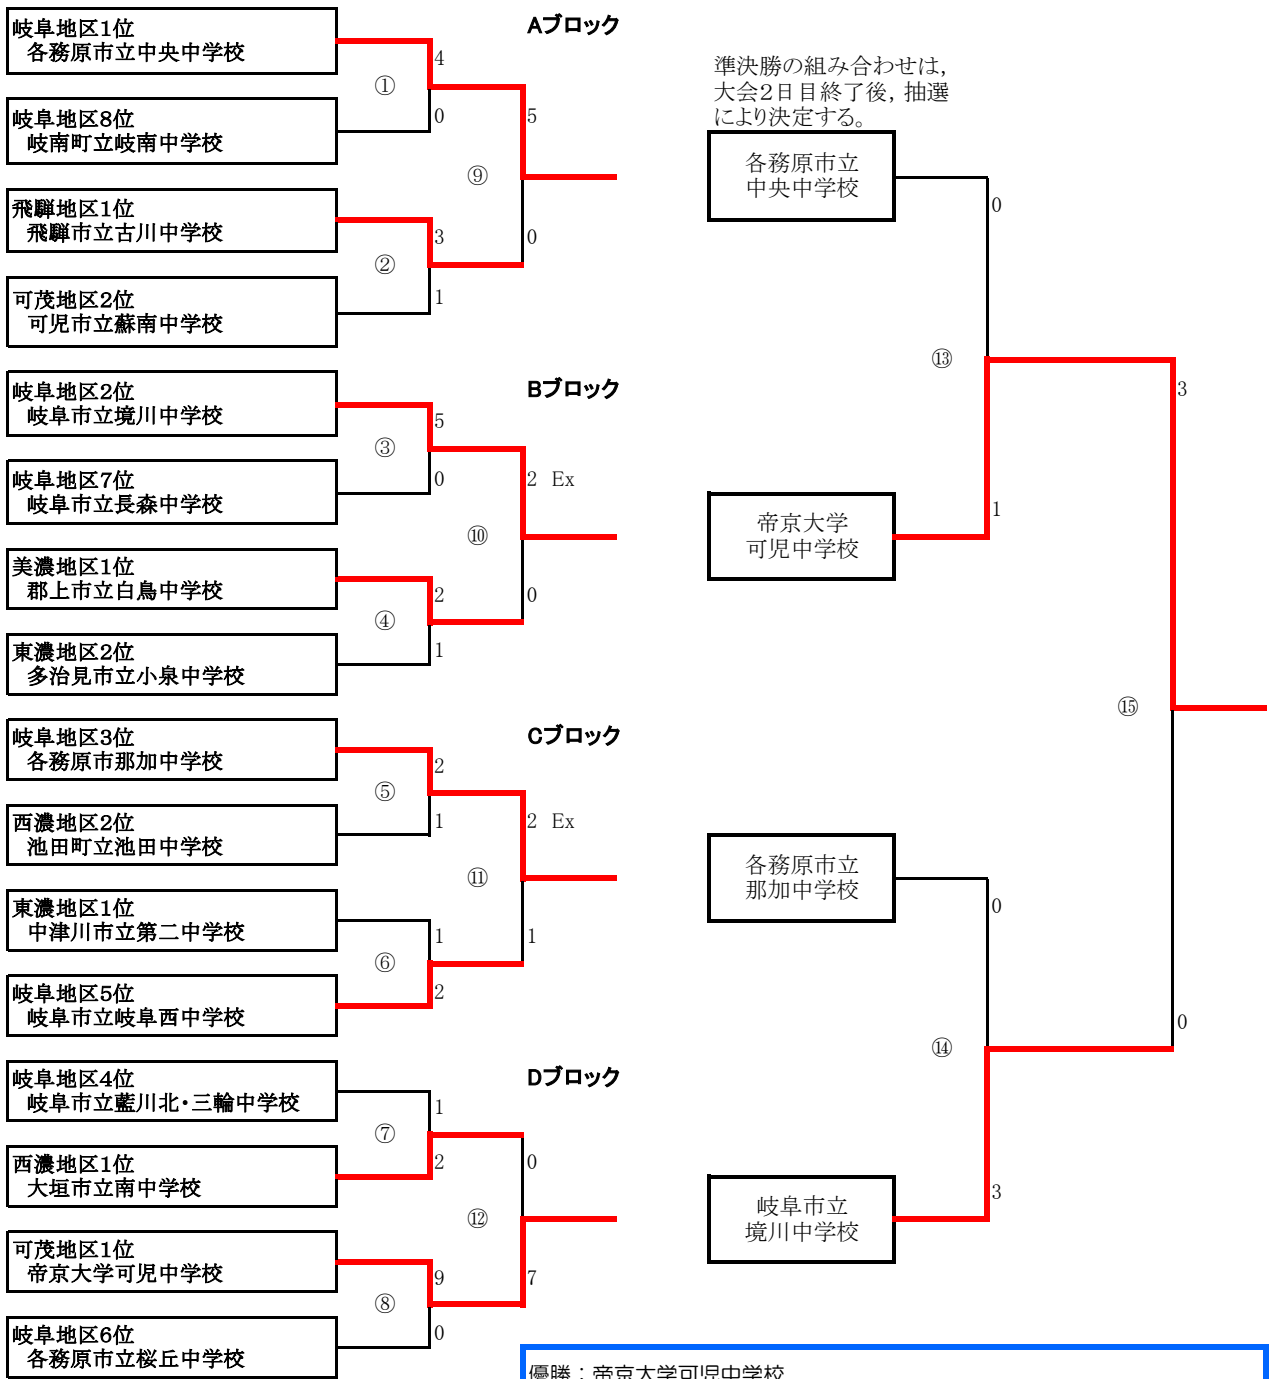 岐阜地区1位
各務原市立中央中学校
岐阜地区8位
岐南町立岐南中学校
飛騨地区1位
飛騨市立古川中学校
可茂地区2位
可児市立蘇南中学校
岐阜地区2位
岐阜市立境川中学校
岐阜地区7位
岐阜市立長森中学校
美濃地区1位
郡上市立白鳥中学校
東濃地区2位
多治見市立小泉中学校
岐阜地区3位
各務原市那加中学校
西濃地区2位
池田町立池田中学校
東濃地区1位
中津川市立第二中学校
岐阜地区5位
岐阜市立岐阜西中学校
岐阜地区4位
岐阜市立藍川北・三輪中学校
西濃地区1位
大垣市立南中学校
可茂地区1位
帝京大学可児中学校
岐阜地区6位
各務原市立桜丘中学校
4
①
0
3
②
1
5
③
0
2
④
1
2
⑤
1
1
⑥
2
1
⑦
2
9
⑧
0
Aブロック
5
⑨
0
Bブロック
2 Ex
⑩
0
Cブロック
2 Ex
⑪
1
Dブロック
0
⑫
7
準決勝の組み合わせは,
大会2日目終了後, 抽選
により決定する。
各務原市立
中央中学校
0
⑬
帝京大学
可児中学校
1
各務原市立
那加中学校
0
⑭
岐阜市立
境川中学校
3
3
⑮
0
優勝：帝京大学可児中学校